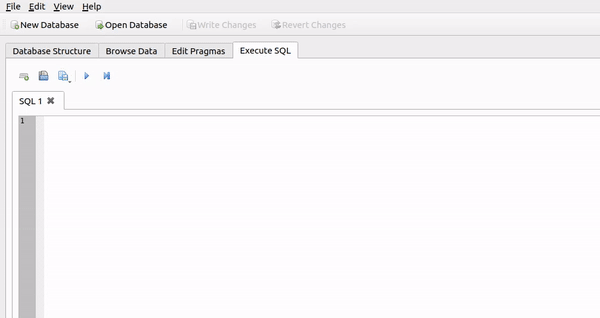 File Edit View Help
New Database Open Database Write Changes Revert Changes
Database Structure Browse Data Edit Pragmas Execute SQL
SQL 1
1